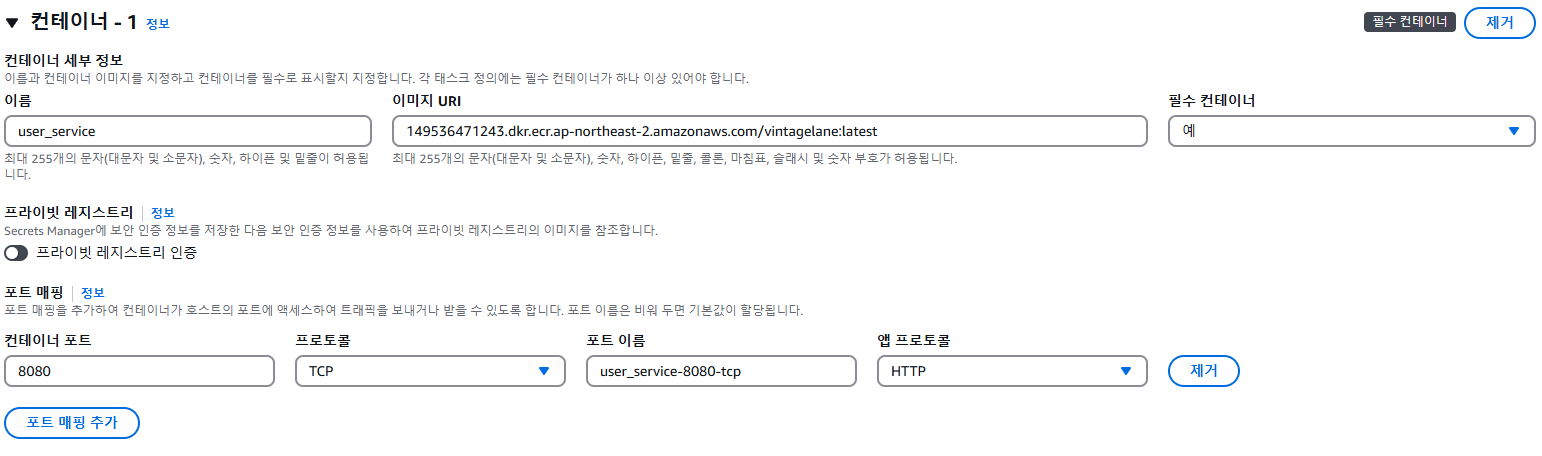 컨테이너 - 1 정보 필수 컨테이너 제거
컨테이너 세부 정보
이름과 컨테이너 이미지를 지정하고 컨테이너를 필수로 표시할지 지정합니다. 각 태스크 정의에는 필수 컨테이너가 하나 이상 있어야 합니다.
이름 이미지 URI 필수 컨테이너
user_service 149536471243.dkr.ecr.ap-northeast-2.amazonaws.com/vintagelane:latest 예
최대 255개의 문자(대문자 및 소문자), 숫자, 하이픈 및 밑줄이 허용됩 최대 255개의 문자(대문자 및 소문자), 숫자, 하이픈, 밑줄, 콜론, 마침표, 슬래시 및 숫자 부호가 허용됩니다.
니다.
프라이빗 레지스트리 정보
Secrets Manager에 보안 인증 정보를 저장한 다음 보안 인증 정보를 사용하여 프라이빗 레지스트리의 이미지를 참조합니다.
프라이빗 레지스트리 인증
포트 매핑 정보
포트 매핑을 추가하여 컨테이너가 호스트의 포트에 액세스하여 트래픽을 보내거나 받을 수 있도록 합니다. 포트 이름은 비워 두면 기본값이 할당됩니다.
컨테이너 포트 프로토콜 포트 이름 앱 프로토콜
8080 TCP user_service-8080-tcp HTTP 제거
포트 매핑 추가